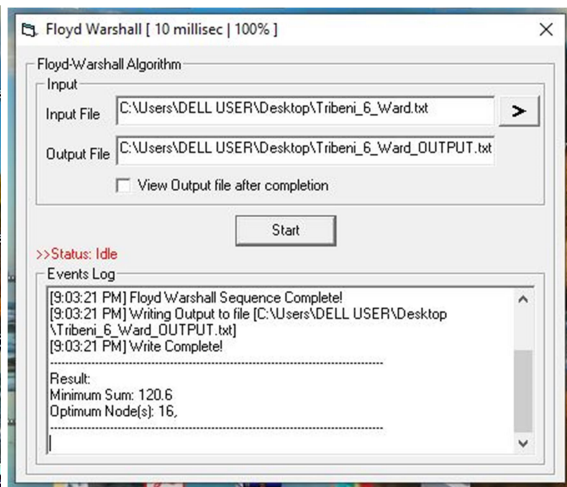 Floyd Warshall [ 10 millisec | 100% ]
Floyd-Warshall Algorithm
Input
Input File C:\Users\DELL USER\Desktop\Tribeni_6_Ward.txt >
Output File C:\Users\DELL USER\Desktop\Tribeni_6_Ward_OUTPUT.txt
View Output file after completion
Start
>>Status: Idle
Events Log
[9:03:21 PM] Floyd Warshall Sequence Complete!
[9:03:21 PM] Writing Output to file [C:\Users\DELL USER\Desktop
\Tribeni_6_Ward_OUTPUT.txt]
[9:03:21 PM] Write Complete!
Result:
Minimum Sum: 120.6
Optimum Node(s): 16,